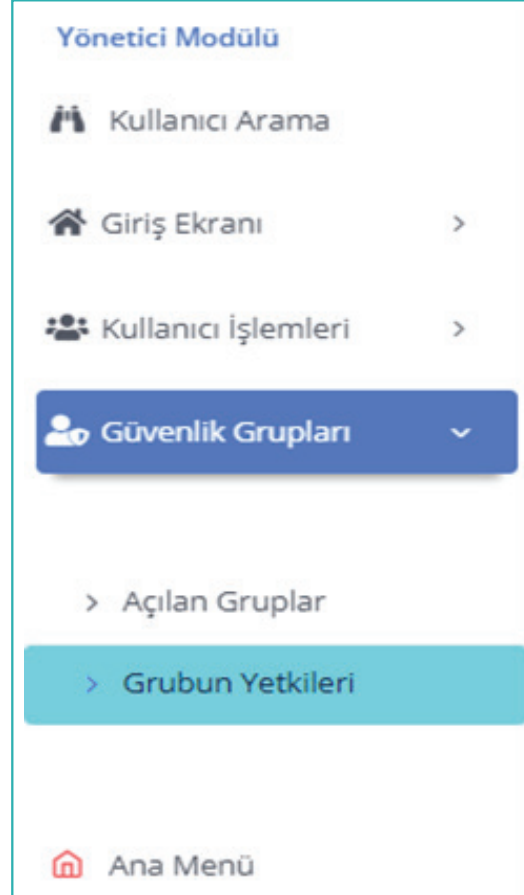 Yönetici Modülü
Kullanıcı Arama
Giriş Ekranı
Kullanıcı İşlemleri
Güvenlik Grupları
Açılan Gruplar
Grubun Yetkileri
Ana Menü